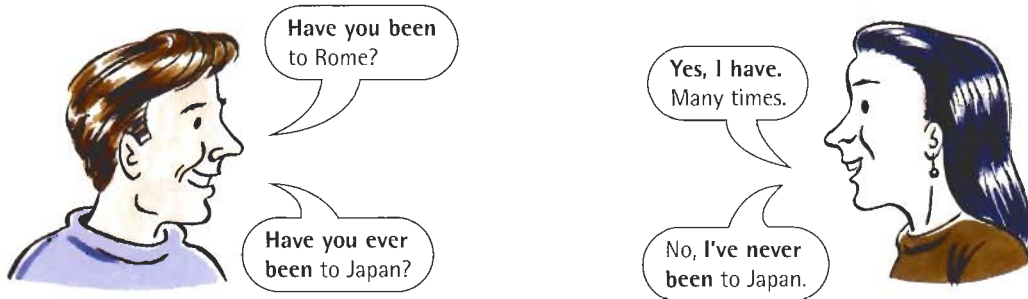 Have you been
to Rome?
Yes, I have.
Many times.
Have you ever
been to Japan?
No, I've never
been to Japan.